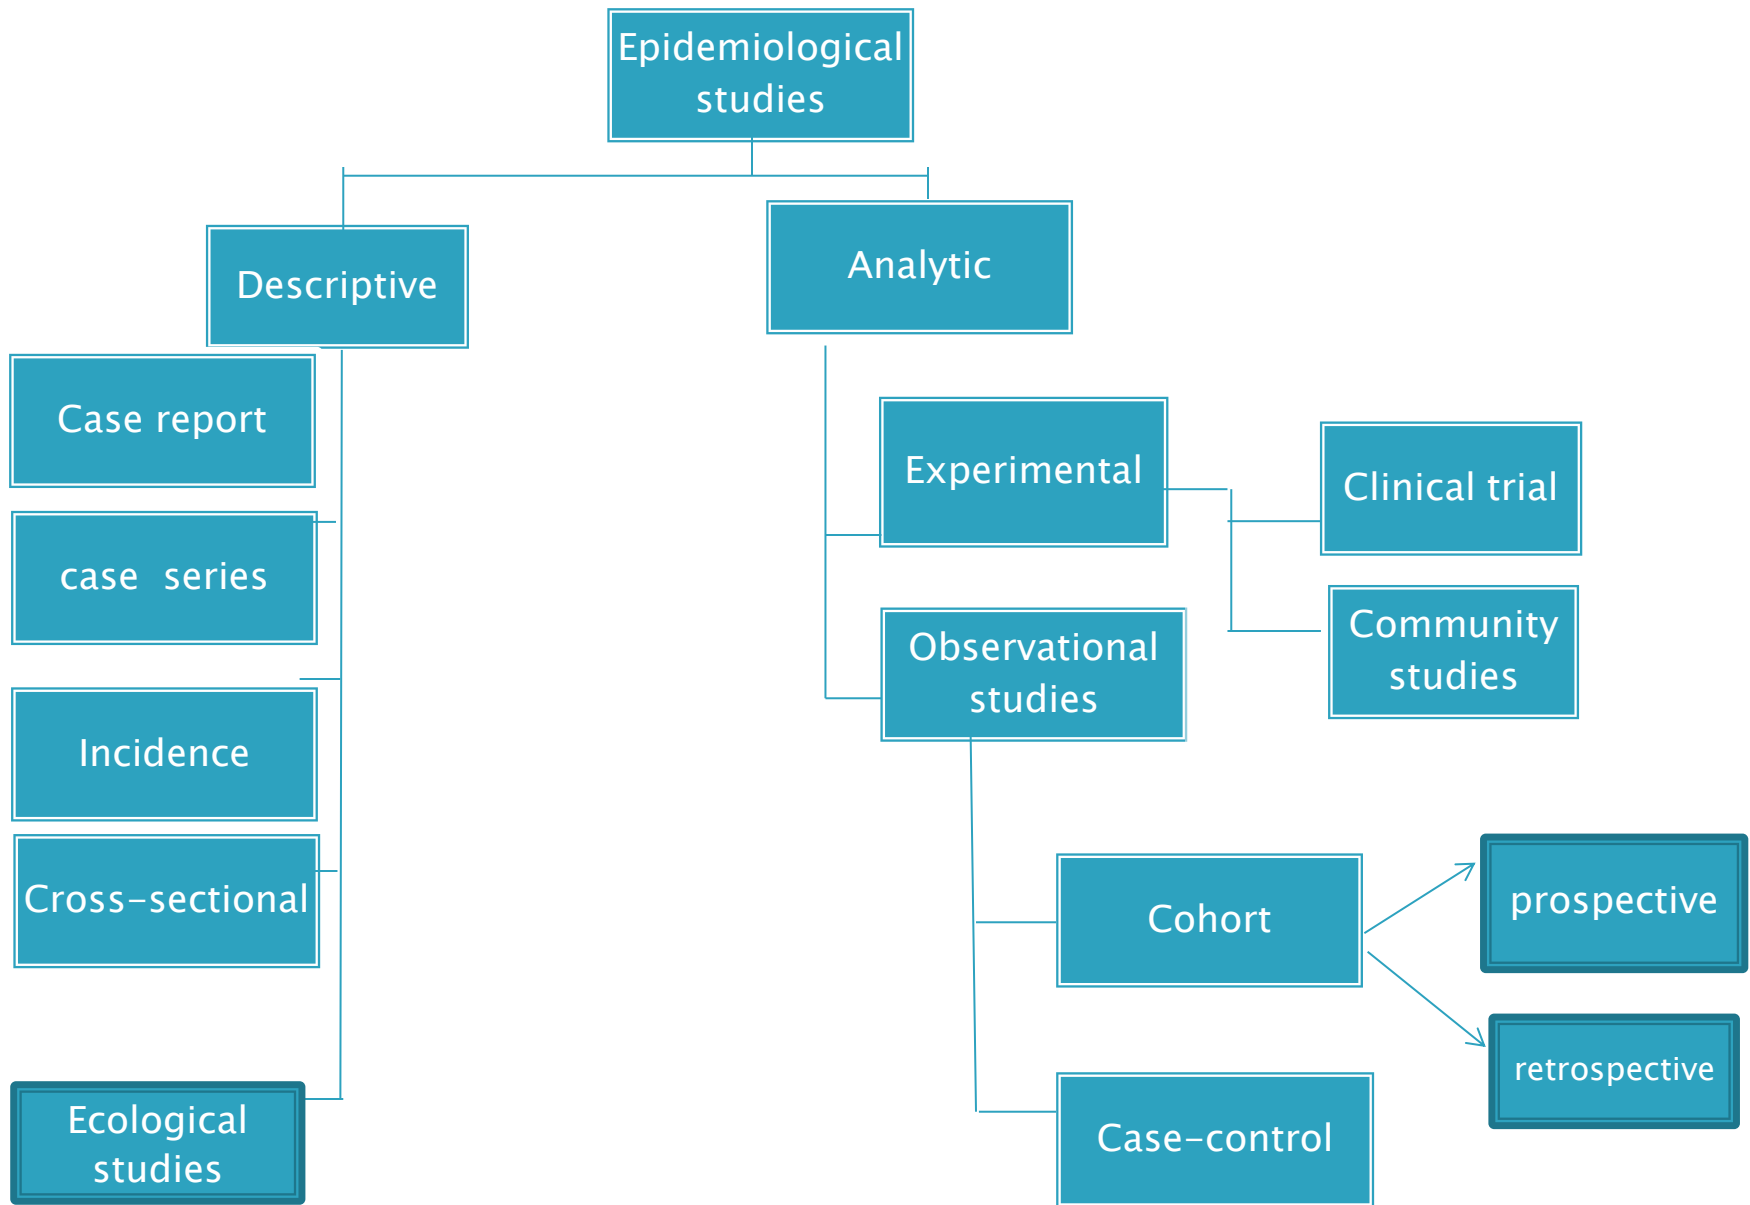 Epidemiological
studies
Descriptive
Analytic
Case report
case  series
Incidence
Cross-sectional
Ecological
studies
Experimental
Clinical trial
Community
studies
Observational
studies
Cohort
prospective
retrospective
Case-control